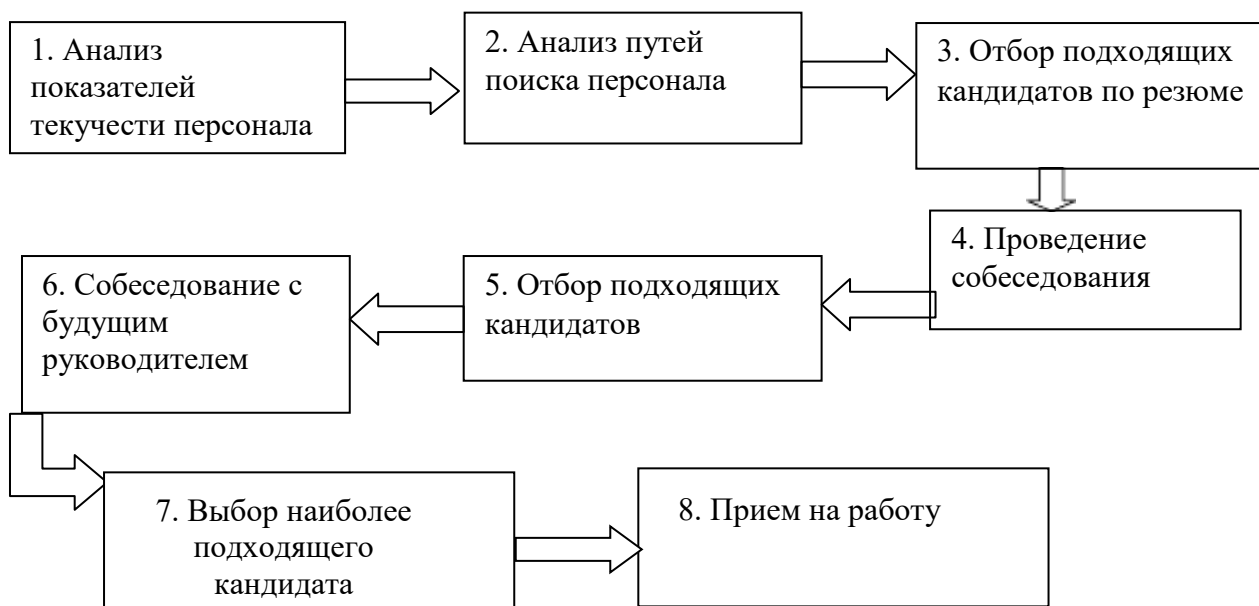 1. Анализ
показателей
текучести персонала
2. Анализ путей
поиска персонала
3. Отбор подходящих
кандидатов по резюме
4. Проведение
собеседования
5. Отбор подходящих
кандидатов
6. Собеседование с
будущим
руководителем
7. Выбор наиболее
подходящего
кандидата
8. Прием на работу